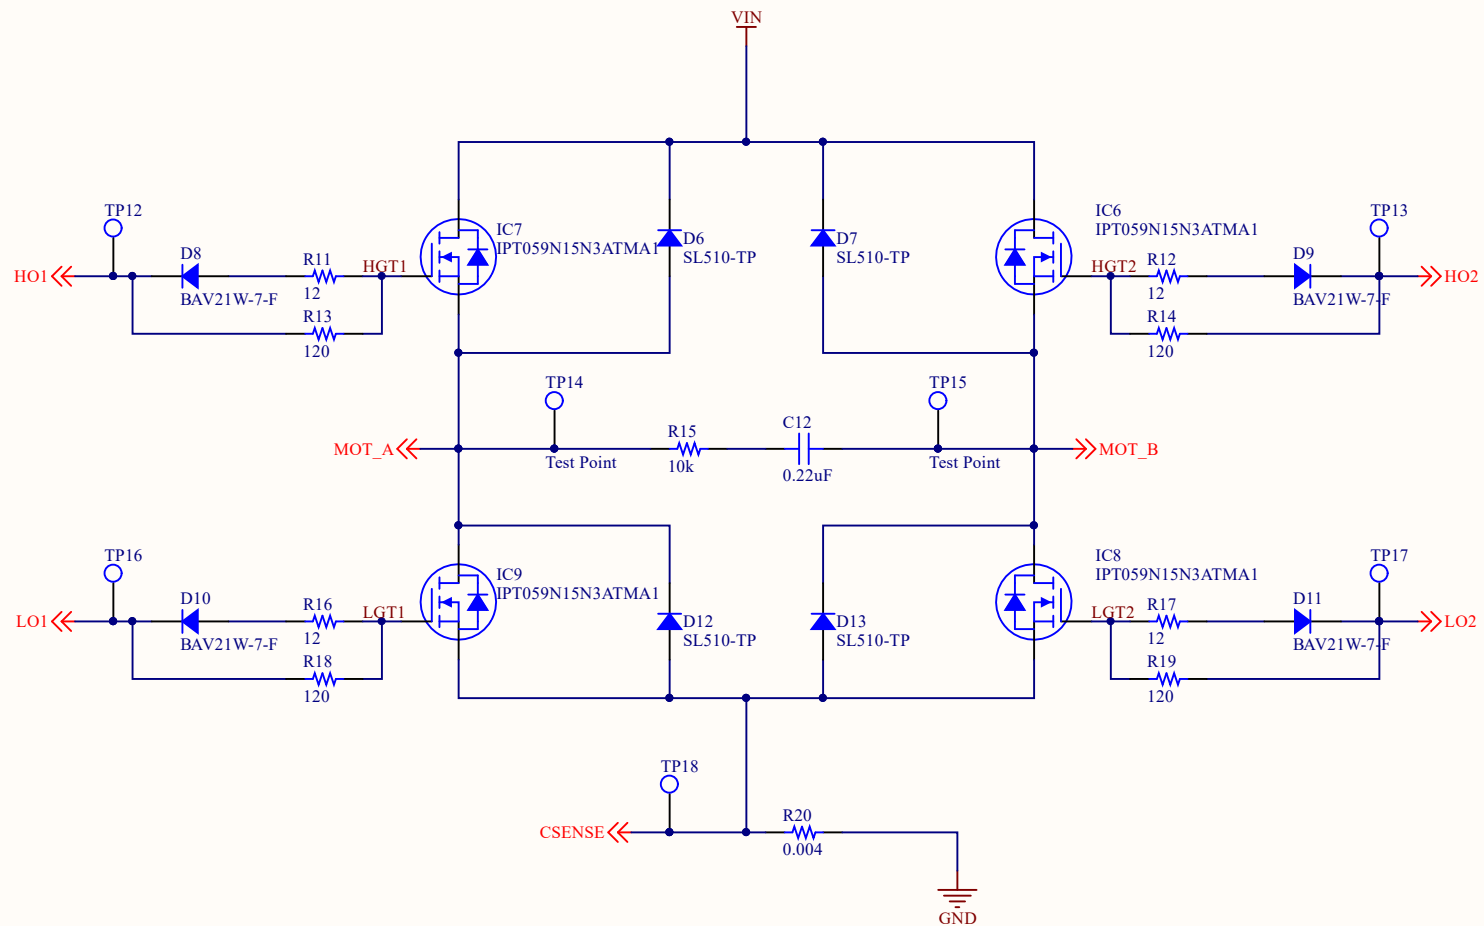 VIN
TP12
TP13
IC7
IPT059N15N3ATMA1
IC6
IPT059N15N3ATMA1
D6
SL510-TP
D7
SL510-TP
HO1
D8
BAV21W-7-F
R11
12
HGT1
R13
120
HGT2
R12
12
D9
BAV21W-7-F
HO2
R14
120
TP14
TP15
MOT_A
Test Point
R15
10k
C12
0.22uF
Test Point
MOT_B
TP16
TP17
IC9
IPT059N15N3ATMA1
IC8
IPT059N15N3ATMA1
LO1
D10
BAV21W-7-F
R16
12
LGT1
R18
120
D12
SL510-TP
D13
SL510-TP
LGT2
R17
12
D11
BAV21W-7-F
LO2
R19
120
TP18
CSENSE
R20
0.004
GND